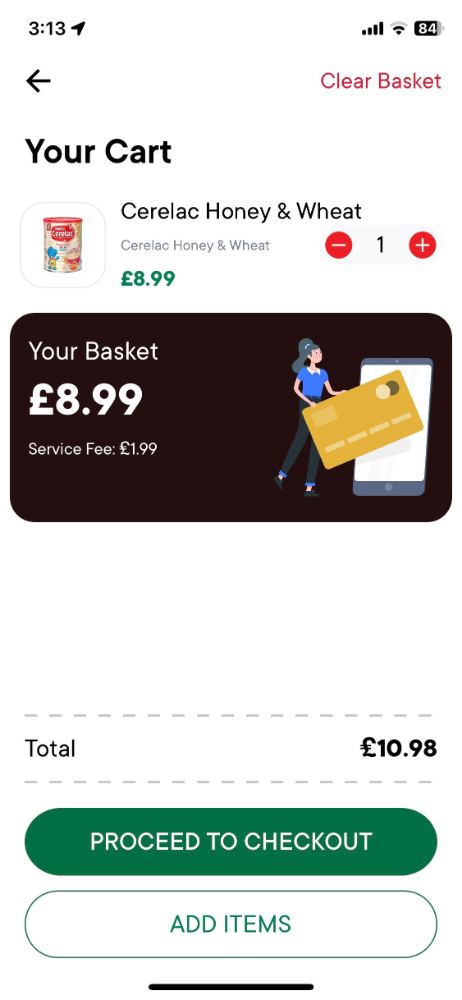 3:13
84
Clear Basket
Your Cart
Cerelac Honey & Wheat
Cerelac Honey & Wheat
1
£8.99
Cerelac
Your Basket
£8.99
Service Fee: £1.99
Total
£10.98
PROCEED TO CHECKOUT
ADD ITEMS